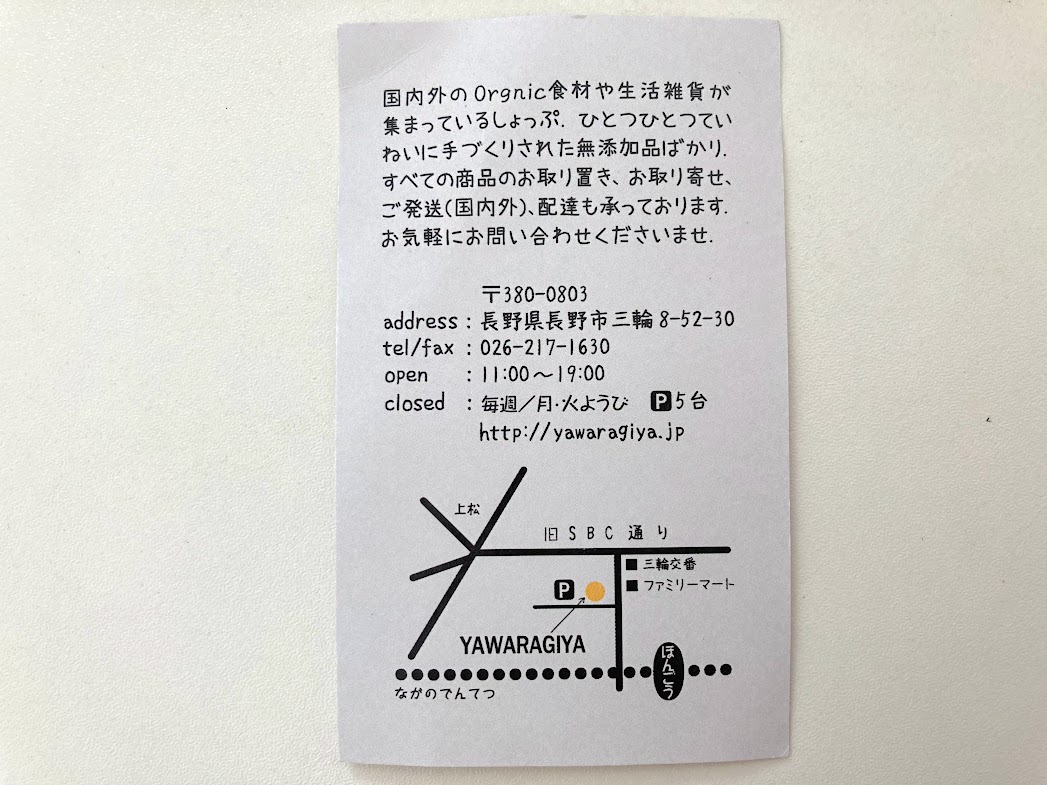 国内外のOrgnic食材や生活雑貨が
集まっているしょっぷ. ひとつひとつてい
ねいに手づくりされた無添加品ばかり.
すべての商品のお取り置き、お取り寄せ、
ご発送(国内外)、配達も承っております.
お気軽にお問い合わせくださいませ.
〒380-0803
address : 長野県長野市三輪8-52-30
tel/fax : 026-217-1630
open : 11:00～19:00
closed : 毎週／月・火ようび P5台
http://yawaragiya.jp
上松
旧SBC通り
■ 三輪交番
■ ファミリーマート
P
YAWARAGIYA
ほんごう
ながのでんてつ